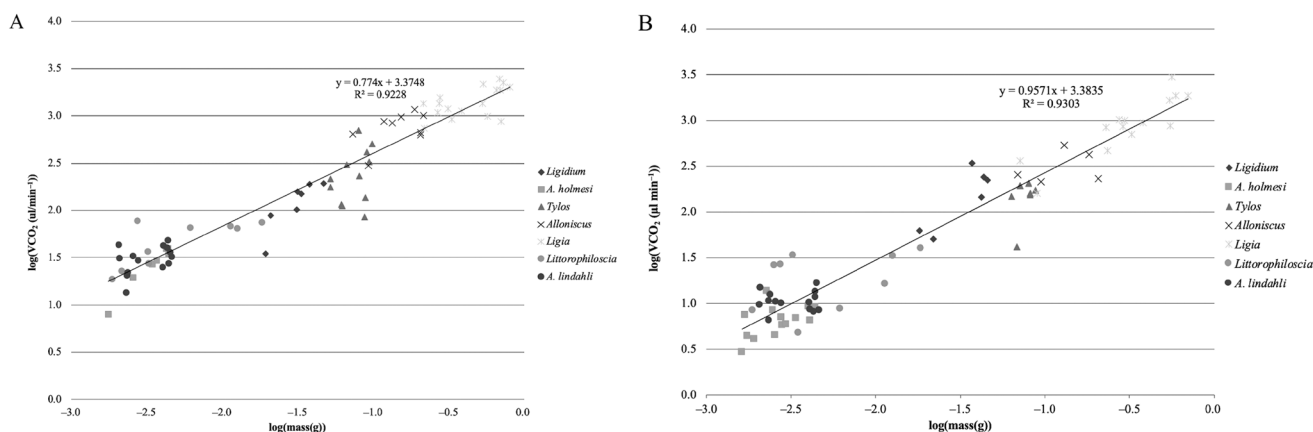 A
4.0
3.5
3.0
2.5
2.0
1.5
1.0
0.5
0.0
log(VCO2 (ul/min⁻¹))
y = 0.774x + 3.3748
R² = 0.9228
–3.0 –2.5 –2.0 –1.5 –1.0 –0.5 0.0
log(mass(g))
Ligidium
A. holmesi
Tylos
Alloniscus
Ligia
Littorophiloscia
A. lindahli
B
4.0
3.5
3.0
2.5
2.0
1.5
1.0
0.5
0.0
log(VCO₂ (µl min⁻¹))
y = 0.9571x + 3.3835
R² = 0.9303
–3.0 –2.5 –2.0 –1.5 –1.0 –0.5 0.0
log(mass(g))
Ligidium
A. holmesi
Tylos
Alloniscus
Ligia
Littorophiloscia
A. lindahli